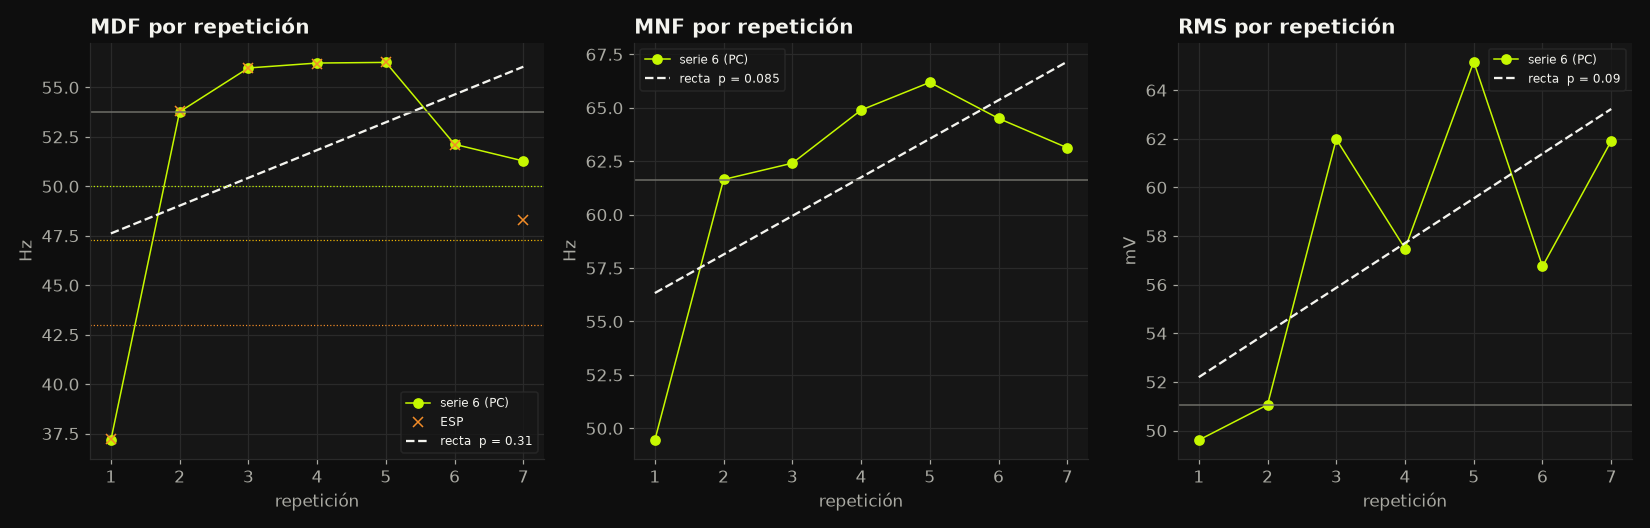 MDF por repetición
55.0
52.5
50.0
47.5
45.0
42.5
40.0
37.5
Hz
serie 6 (PC)
ESP
recta  p = 0.31
1 2 3 4 5 6 7
repetición
MNF por repetición
serie 6 (PC)
recta  p = 0.085
67.5
65.0
62.5
60.0
57.5
55.0
52.5
50.0
Hz
1 2 3 4 5 6 7
repetición
RMS por repetición
serie 6 (PC)
recta  p = 0.09
64
62
60
58
56
54
52
50
mV
1 2 3 4 5 6 7
repetición